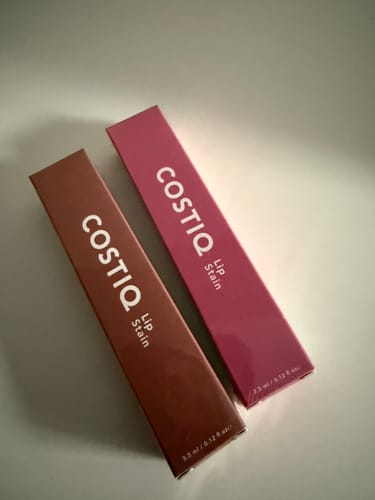 COSTIQ
Lip
Stain
3.5 ml / 0.12 fl oz℮
COSTIQ
Lip
Stain
3.5 ml / 0.12 fl oz℮